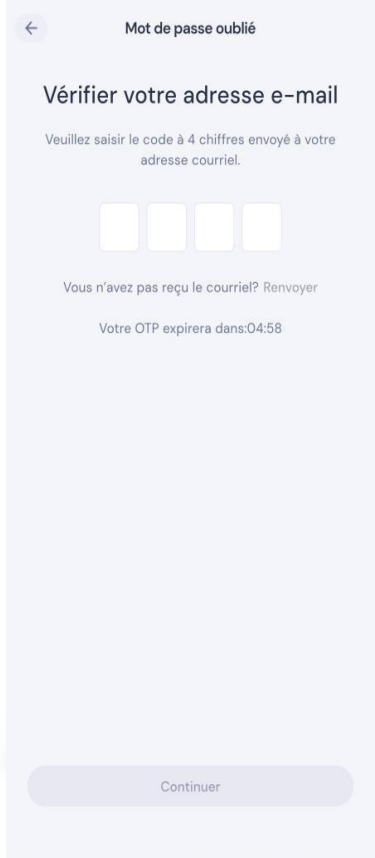 Mot de passe oublié
Vérifier votre adresse e-mail
Veuillez saisir le code à 4 chiffres envoyé à votre
adresse courriel.
Vous n'avez pas reçu le courriel? Renvoyer
Votre OTP expirera dans:04:58
Continuer